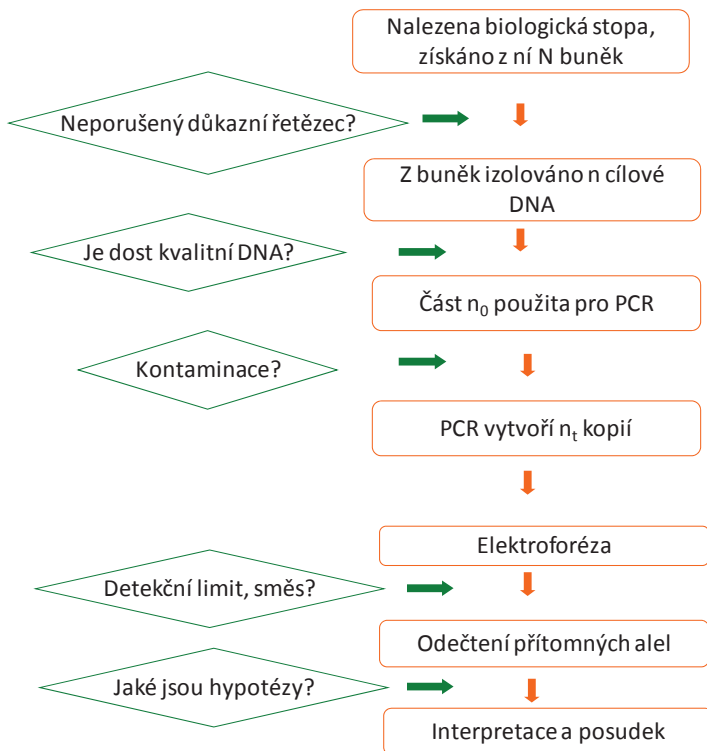 Nalezena biologická stopa,
získáno z ní N buněk
Neporušený důkazní řetězec?
Z buněk izolováno n cílové
DNA
Je dost kvalitní DNA?
Část n₀ použita pro PCR
Kontaminace?
PCR vytvoří nₜ kopií
Elektroforéza
Detekční limit, směs?
Odečtení přítomných alel
Jaké jsou hypotézy?
Interpretace a posudek